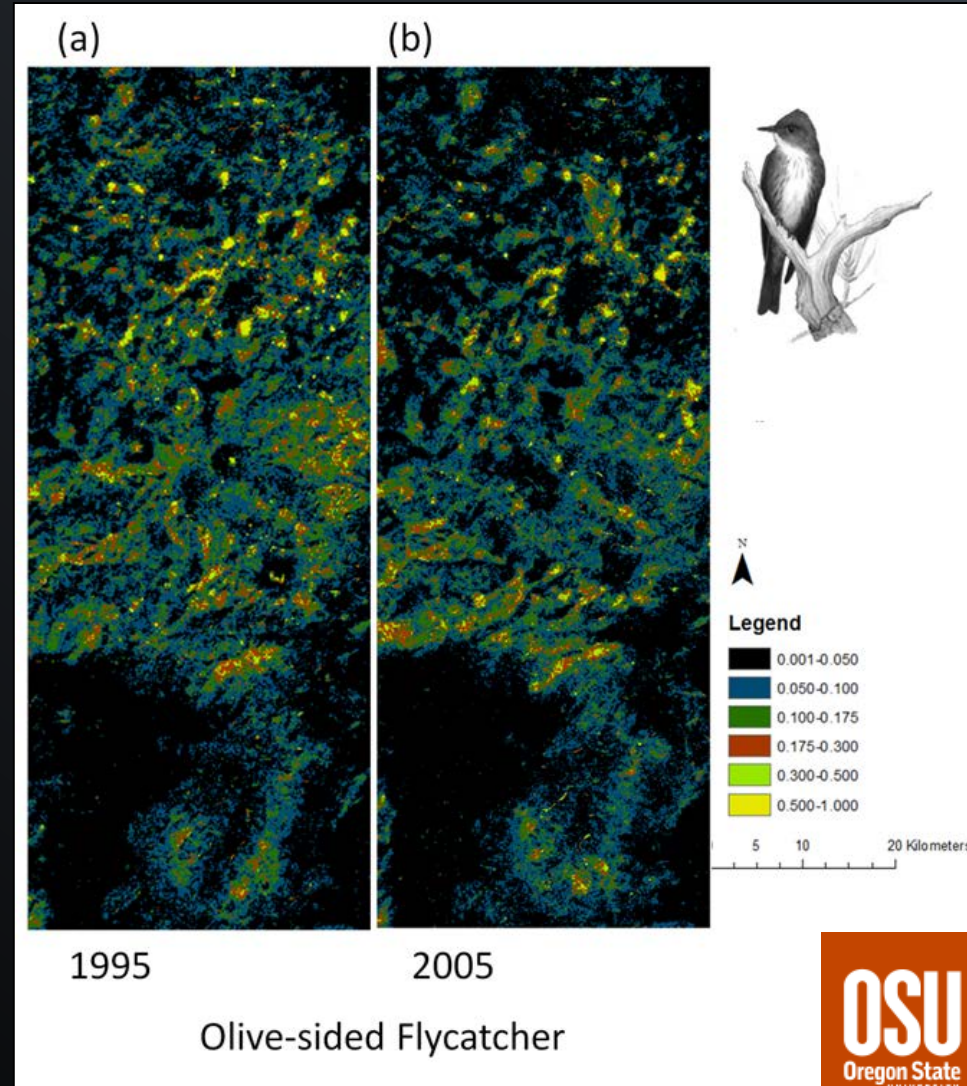 (a) (b)
N
Legend
0.001-0.050
0.050-0.100
0.100-0.175
0.175-0.300
0.300-0.500
0.500-1.000
5 10 20 Kilometers
1995 2005
Olive-sided Flycatcher
OSU
Oregon State